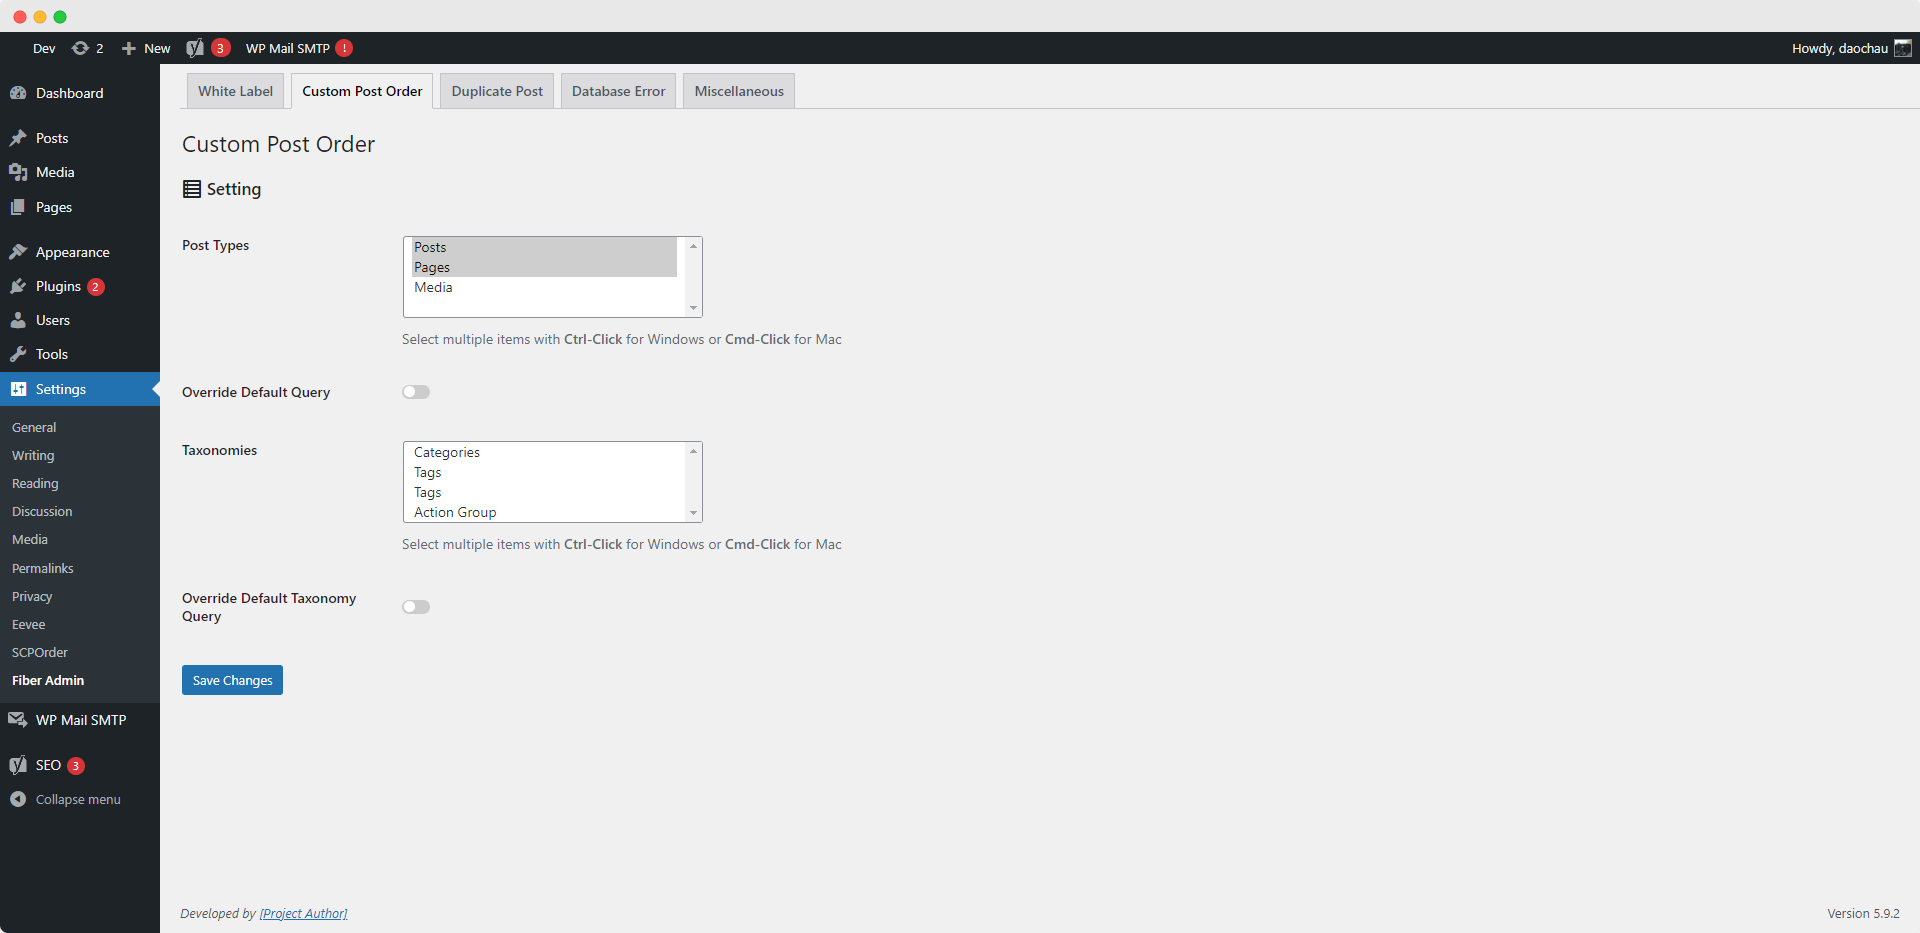 Dev 2 New 3 WP Mail SMTP ! Howdy, daochau
Dashboard
Posts
Media
Pages
Appearance
Plugins 2
Users
Tools
Settings
General
Writing
Reading
Discussion
Media
Permalinks
Privacy
Eevee
SCPOrder
Fiber Admin
WP Mail SMTP
SEO 3
Collapse menu
White Label Custom Post Order Duplicate Post Database Error Miscellaneous
Custom Post Order
Setting
Post Types
Posts
Pages
Media
Select multiple items with Ctrl-Click for Windows or Cmd-Click for Mac
Override Default Query
Taxonomies
Categories
Tags
Tags
Action Group
Select multiple items with Ctrl-Click for Windows or Cmd-Click for Mac
Override Default Taxonomy
Query
Save Changes
Developed by [Project Author] Version 5.9.2